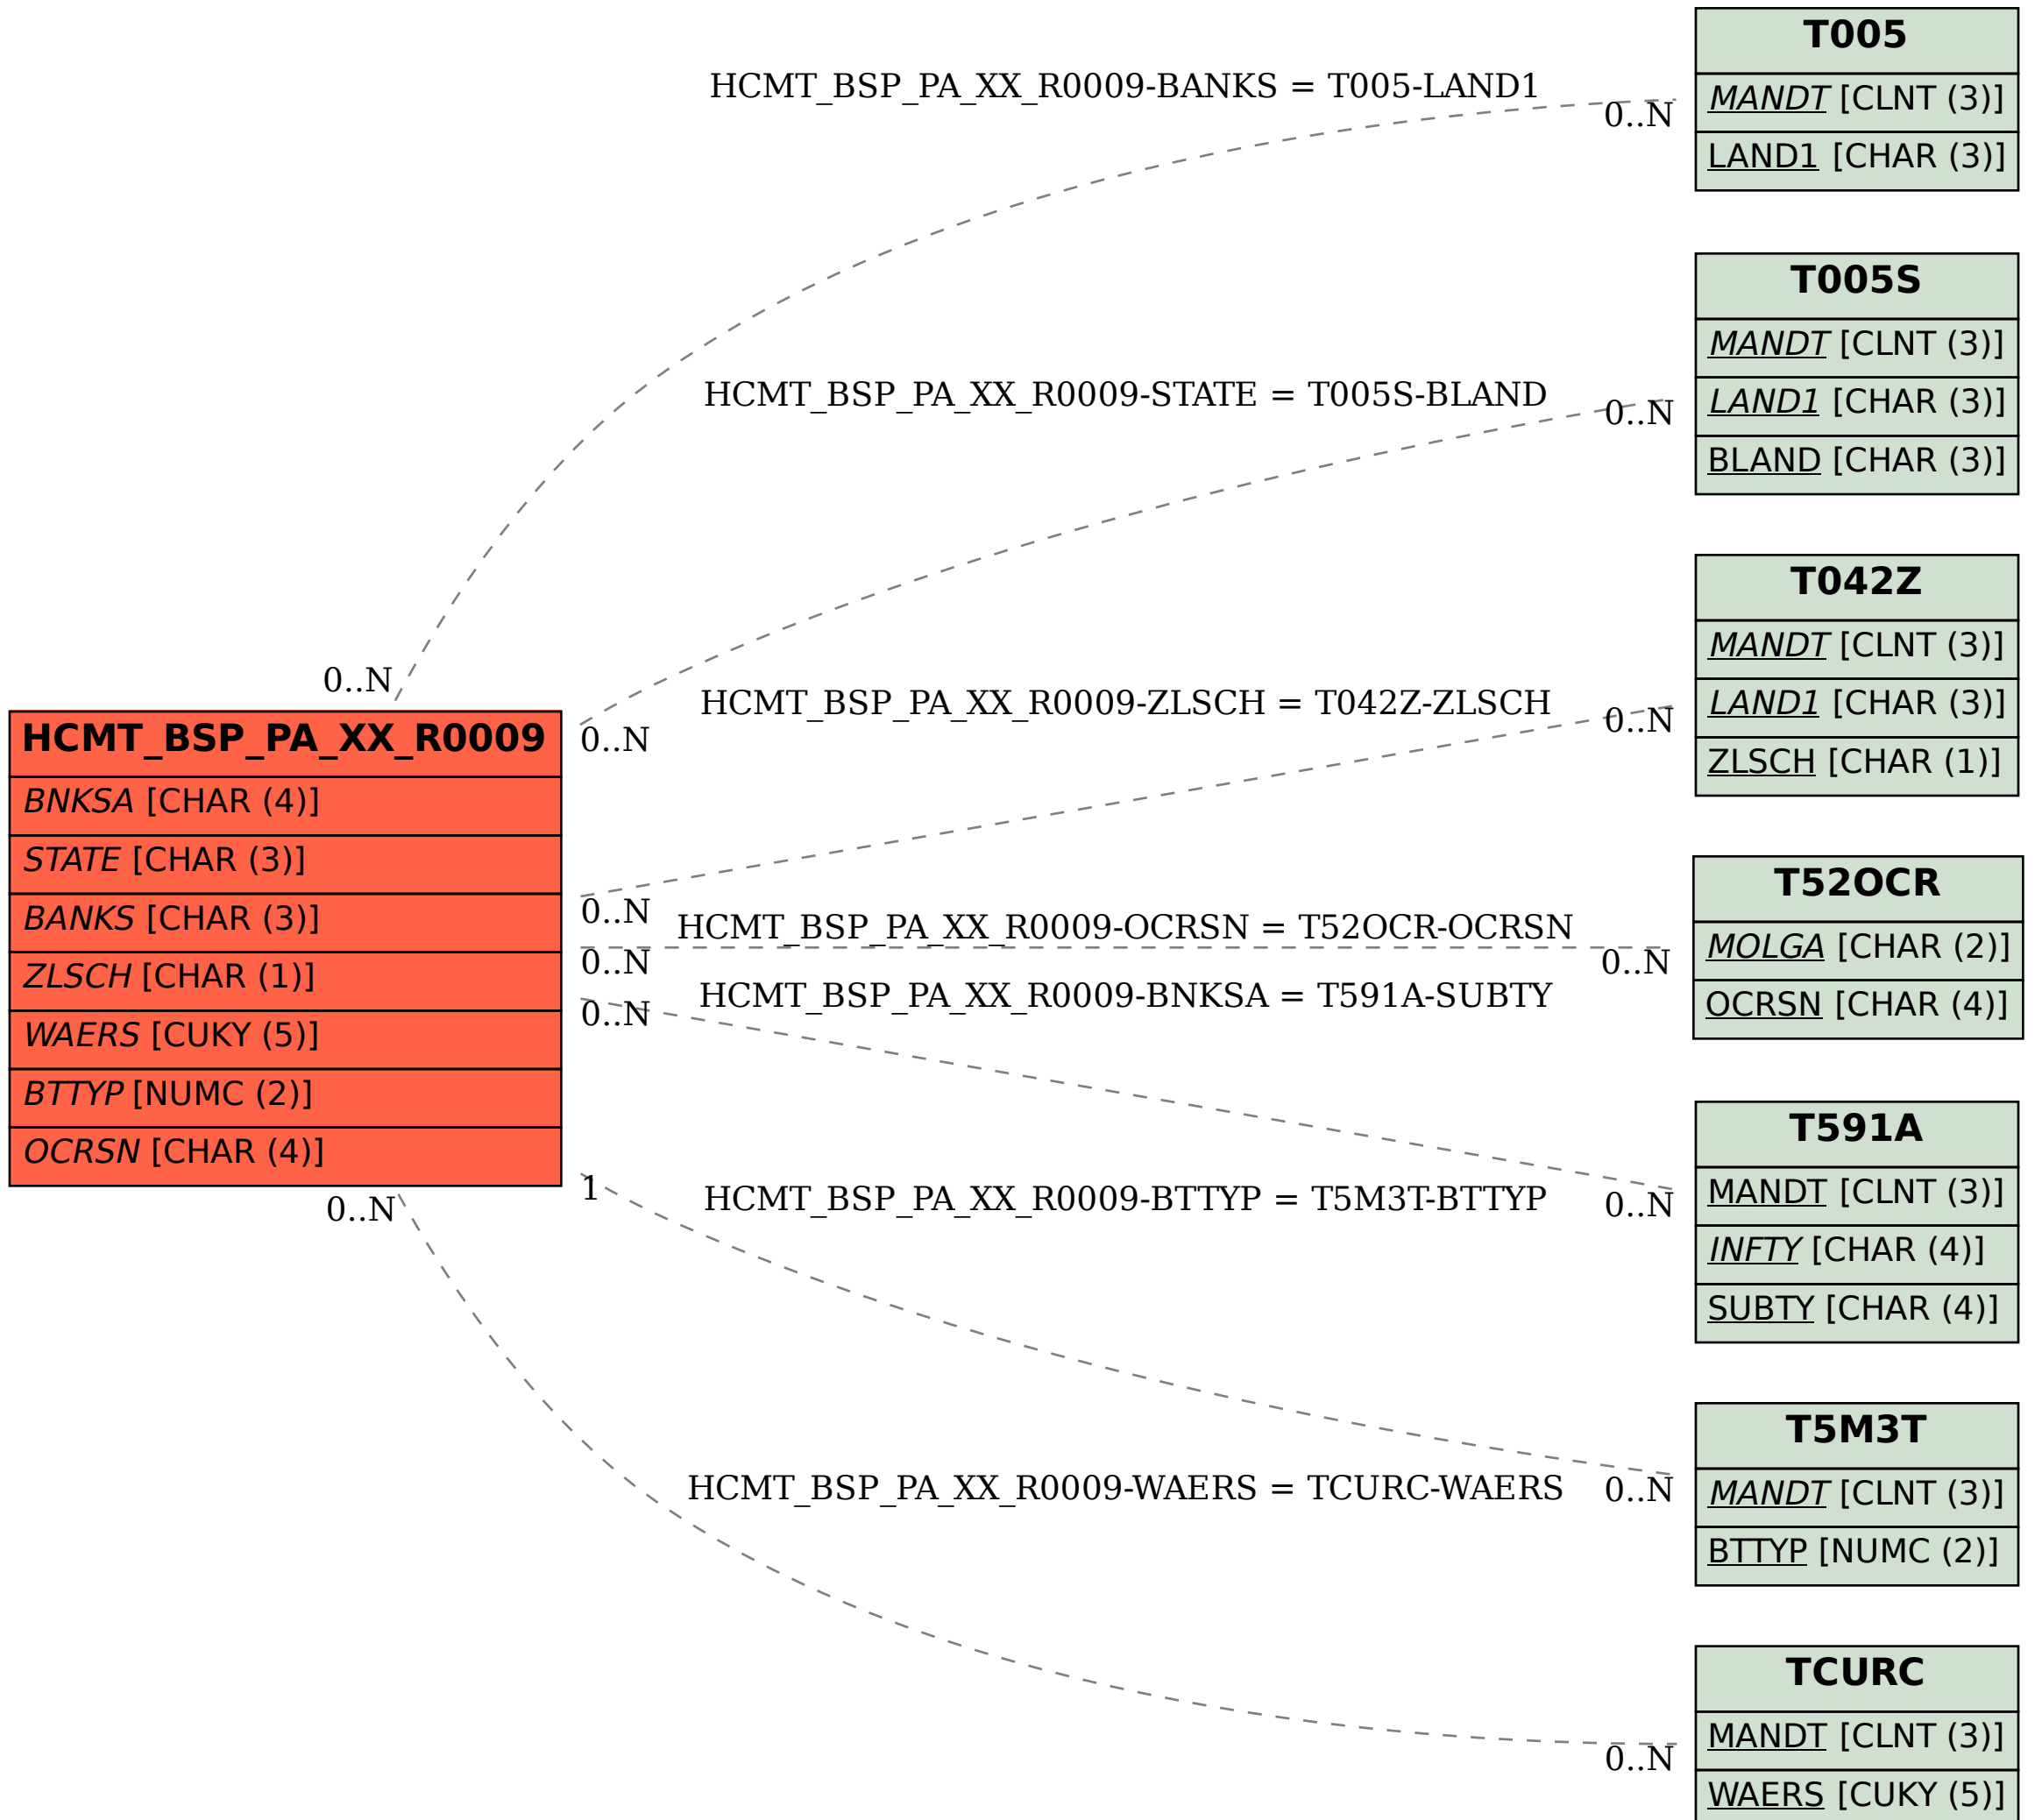 T005
MANDT [CLNT (3)]
LAND1 [CHAR (3)]
HCMT_BSP_PA_XX_R0009-BANKS = T005-LAND1
0..N
0..N
T005S
MANDT [CLNT (3)]
LAND1 [CHAR (3)]
BLAND [CHAR (3)]
HCMT_BSP_PA_XX_R0009-STATE = T005S-BLAND
0..N
0..N
T042Z
MANDT [CLNT (3)]
LAND1 [CHAR (3)]
ZLSCH [CHAR (1)]
HCMT_BSP_PA_XX_R0009-ZLSCH = T042Z-ZLSCH
0..N
0..N
HCMT_BSP_PA_XX_R0009
BNKSA [CHAR (4)]
STATE [CHAR (3)]
BANKS [CHAR (3)]
ZLSCH [CHAR (1)]
WAERS [CUKY (5)]
BTTYP [NUMC (2)]
OCRSN [CHAR (4)]
T52OCR
MOLGA [CHAR (2)]
OCRSN [CHAR (4)]
HCMT_BSP_PA_XX_R0009-OCRSN = T52OCR-OCRSN
0..N
0..N
HCMT_BSP_PA_XX_R0009-BNKSA = T591A-SUBTY
0..N
0..N
T591A
MANDT [CLNT (3)]
INFTY [CHAR (4)]
SUBTY [CHAR (4)]
HCMT_BSP_PA_XX_R0009-BTTYP = T5M3T-BTTYP
1
0..N
T5M3T
MANDT [CLNT (3)]
BTTYP [NUMC (2)]
HCMT_BSP_PA_XX_R0009-WAERS = TCURC-WAERS
0..N
0..N
TCURC
MANDT [CLNT (3)]
WAERS [CUKY (5)]